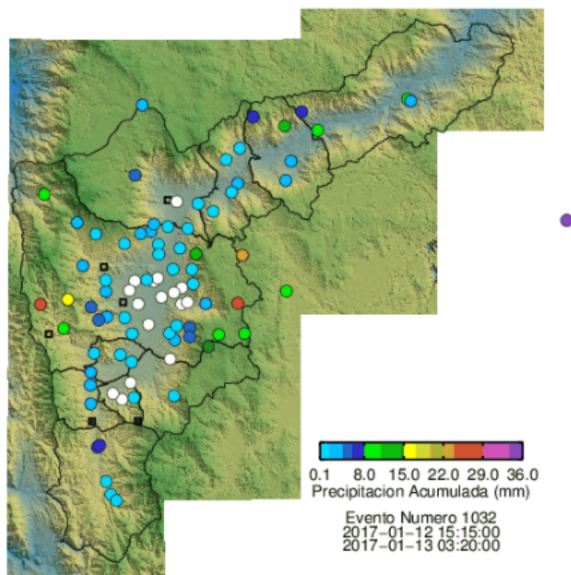 0.1 8.0 15.0 22.0 29.0 36.0
Precipitacion Acumulada (mm)
Evento Numero 1032
2017-01-12 15:15:00
2017-01-13 03:20:00